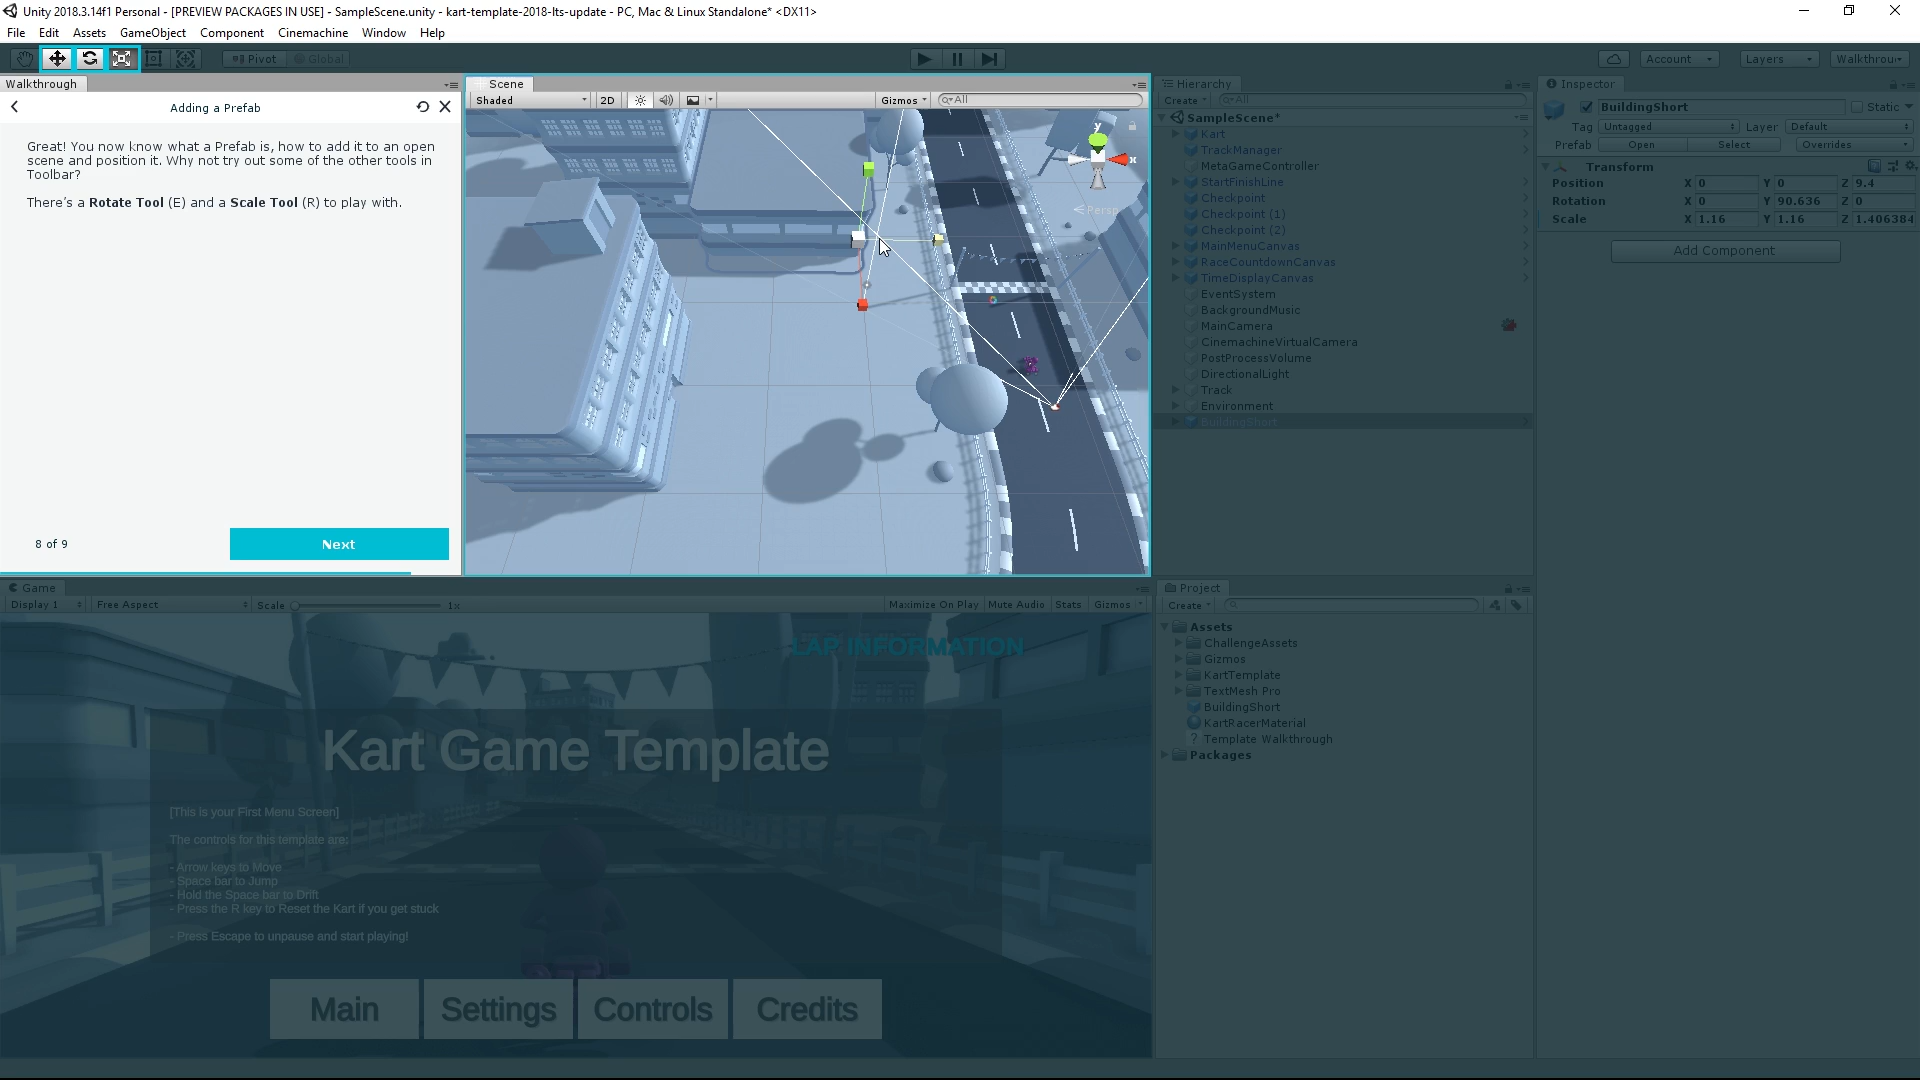 Unity 2018.3.14f1 Personal - [PREVIEW PACKAGES IN USE] - SampleScene.unity - kart-template-2018-lts-update - PC, Mac & Linux Standalone* <DX11>
File Edit Assets GameObject Component Cinemachine Window Help
Pivot Global Account Layers Walkthrou
Walkthrough
Adding a Prefab
Great! You now know what a Prefab is, how to add it to an open
scene and position it. Why not try out some of the other tools in
Toolbar?
There's a Rotate Tool (E) and a Scale Tool (R) to play with.
8 of 9
Next
Scene
Shaded 2D Gizmos All
y
x
Persp
Hierarchy
Create All
SampleScene*
Kart
TrackManager
MetaGameController
StartFinishLine
Checkpoint
Checkpoint (1)
Checkpoint (2)
MainMenuCanvas
RaceCountdownCanvas
TimeDisplayCanvas
EventSystem
BackgroundMusic
MainCamera
CinemachineVirtualCamera
PostProcessVolume
DirectionalLight
Track
Environment
BuildingShort
Inspector
BuildingShort Static
Tag Untagged Layer Default
Prefab Open Select Overrides
Transform
Position X 0 Y 0 Z 9.4
Rotation X 0 Y 90.636 Z 0
Scale X 1.16 Y 1.16 Z 1.406384
Add Component
Game
Display 1 Free Aspect Scale 1x Maximize On Play Mute Audio Stats Gizmos
LAP INFORMATION
Kart Game Template
[This is your First Menu Screen]
The controls for this template are:
- Arrow keys to Move
- Space bar to Jump
- Hold the Space bar to Drift
- Press the R key to Reset the Kart if you get stuck
- Press Escape to unpause and start playing!
Main Settings Controls Credits
Project
Create
Assets
ChallengeAssets
Gizmos
KartTemplate
TextMesh Pro
BuildingShort
KartRacerMaterial
Template Walkthrough
Packages